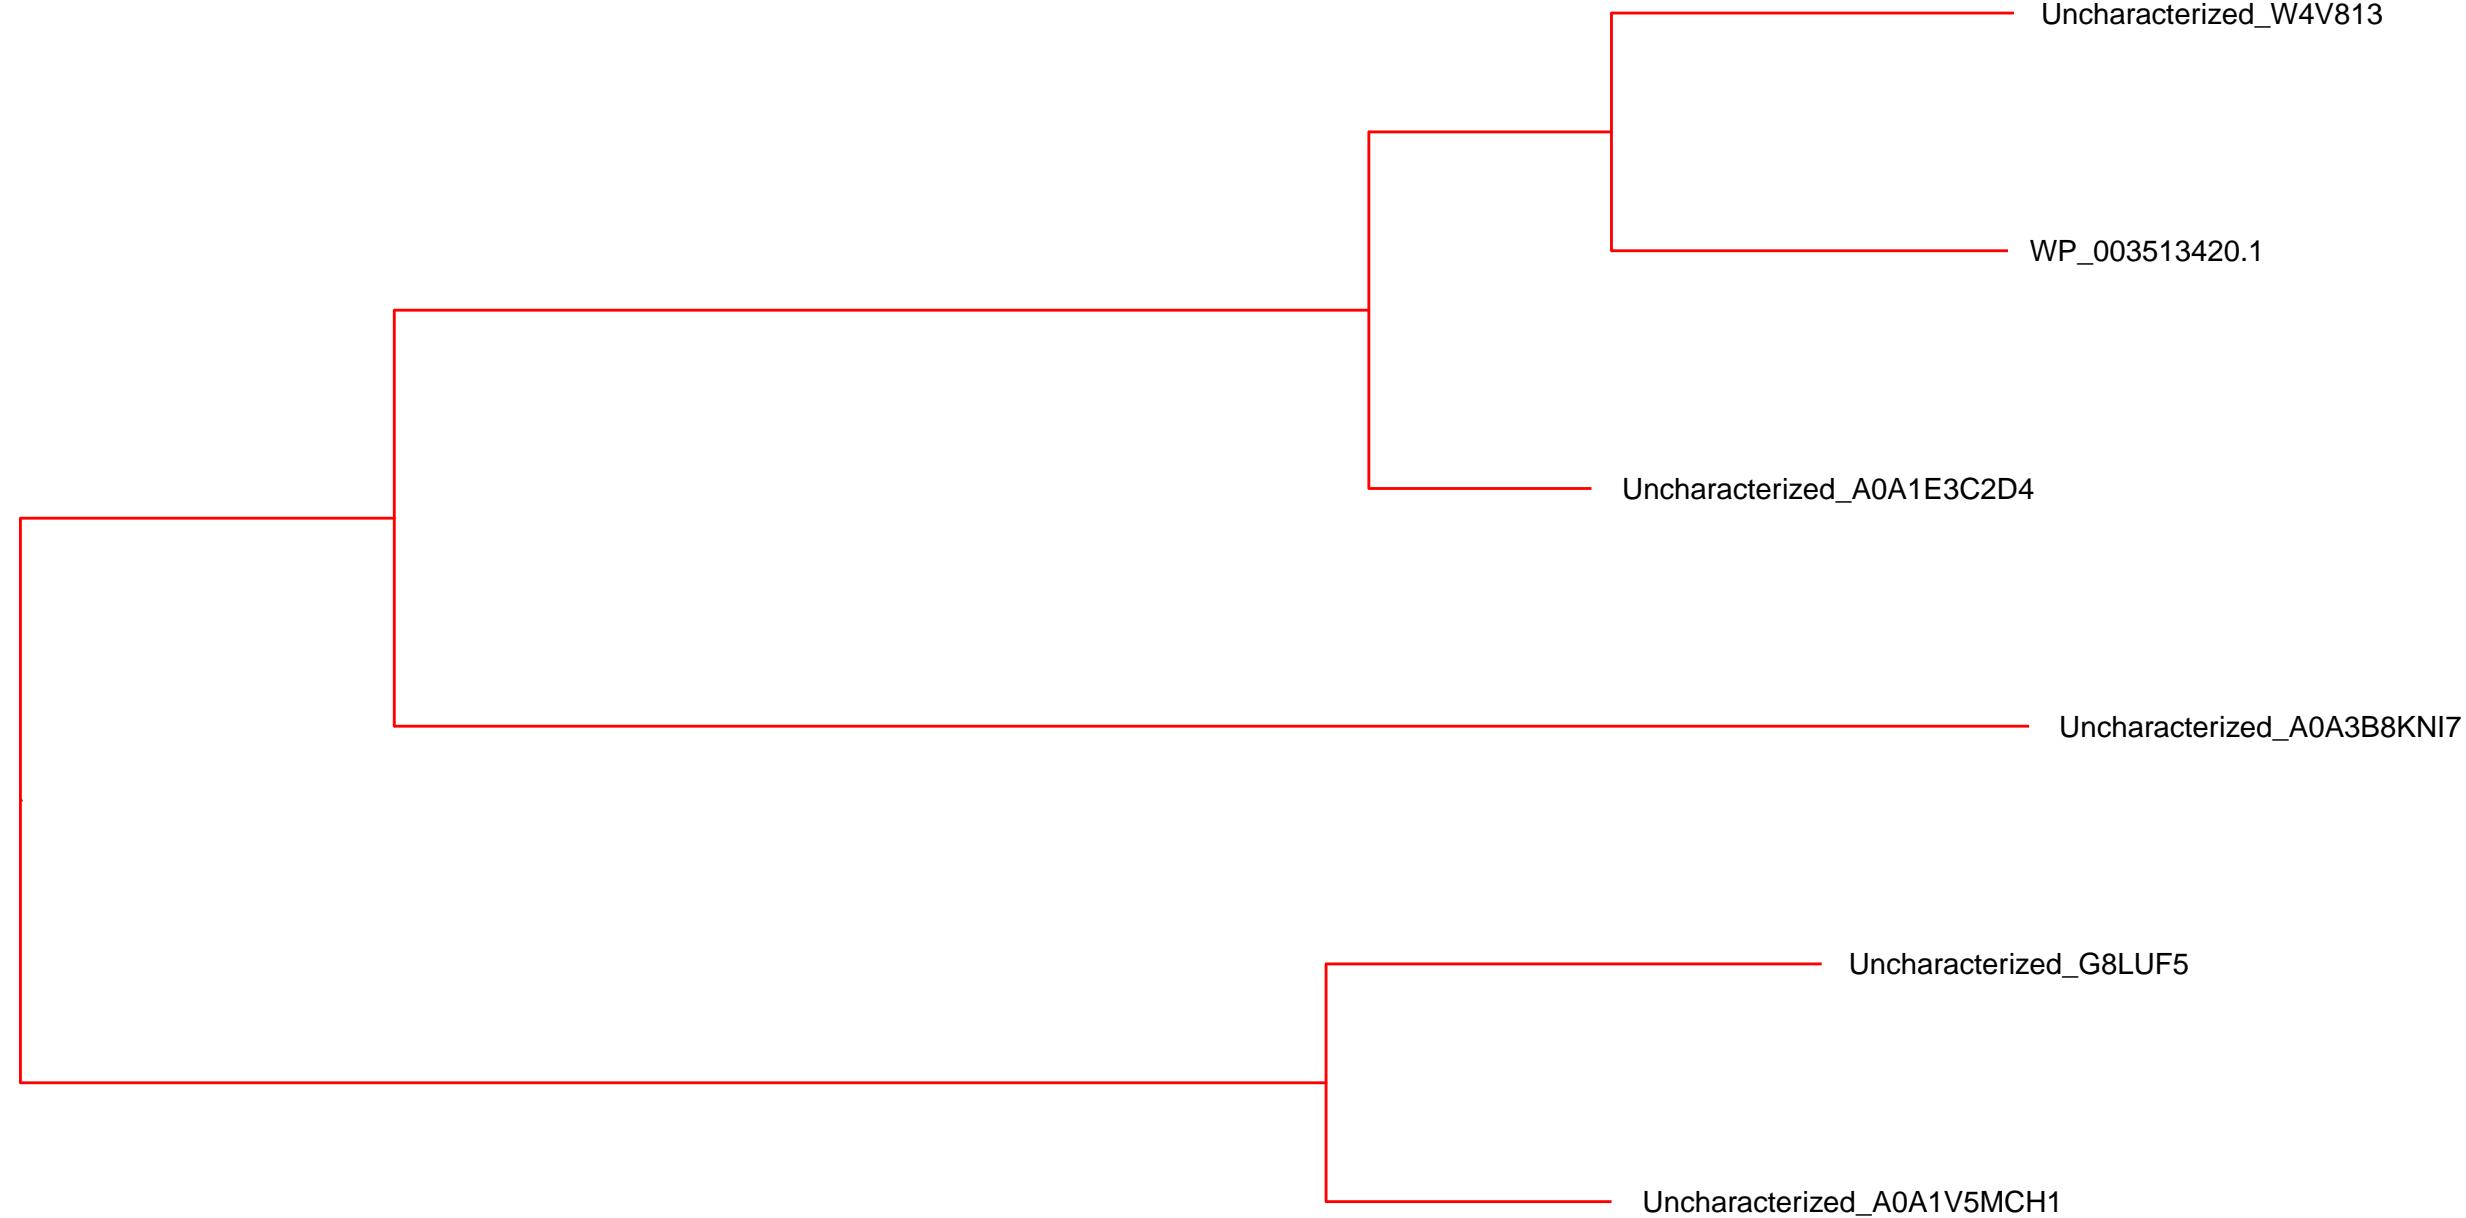 Uncharacterized_W4V813
WP_003513420.1
Uncharacterized_A0A1E3C2D4
Uncharacterized_A0A3B8KNI7
Uncharacterized_G8LUF5
Uncharacterized_A0A1V5MCH1